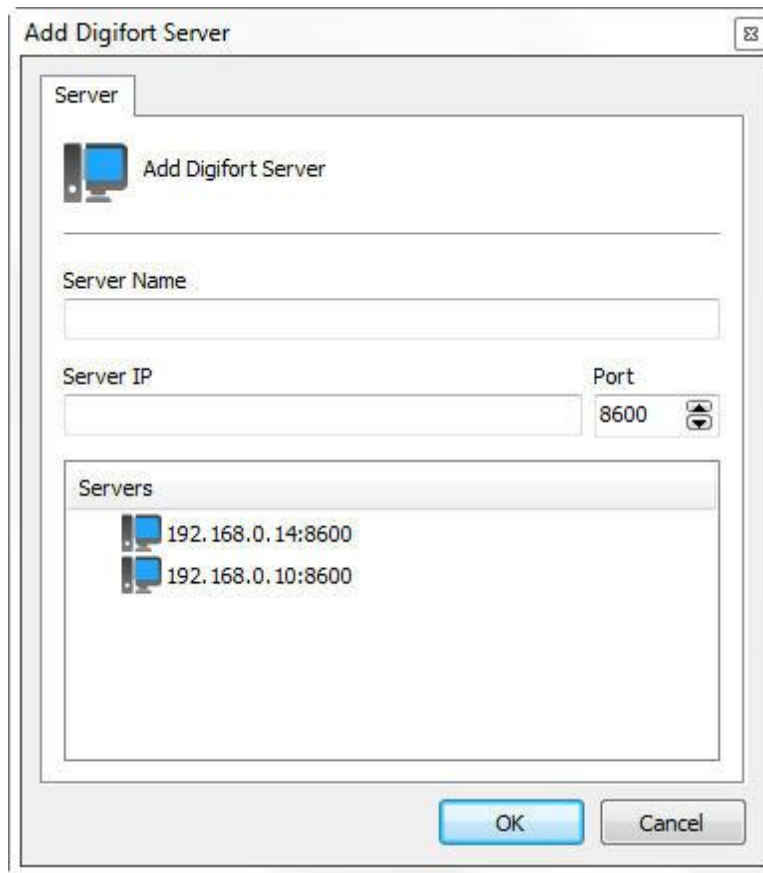 Add Digifort Server
Server
Add Digifort Server
Server Name
Server IP Port
8600
Servers
192.168.0.14:8600
192.168.0.10:8600
OK Cancel